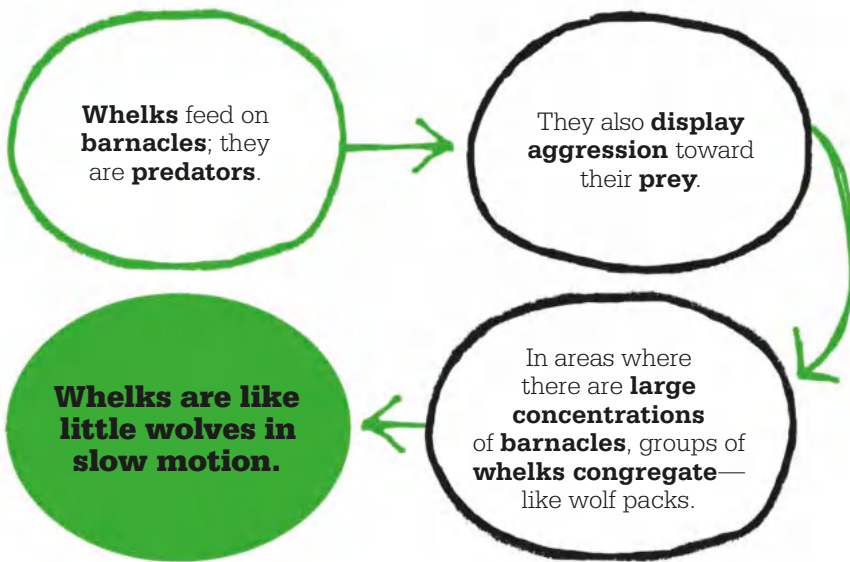 Whelks feed on
barnacles; they
are predators.
They also display
aggression toward
their prey.
In areas where
there are large
concentrations
of barnacles, groups of
whelks congregate—
like wolf packs.
Whelks are like
little wolves in
slow motion.